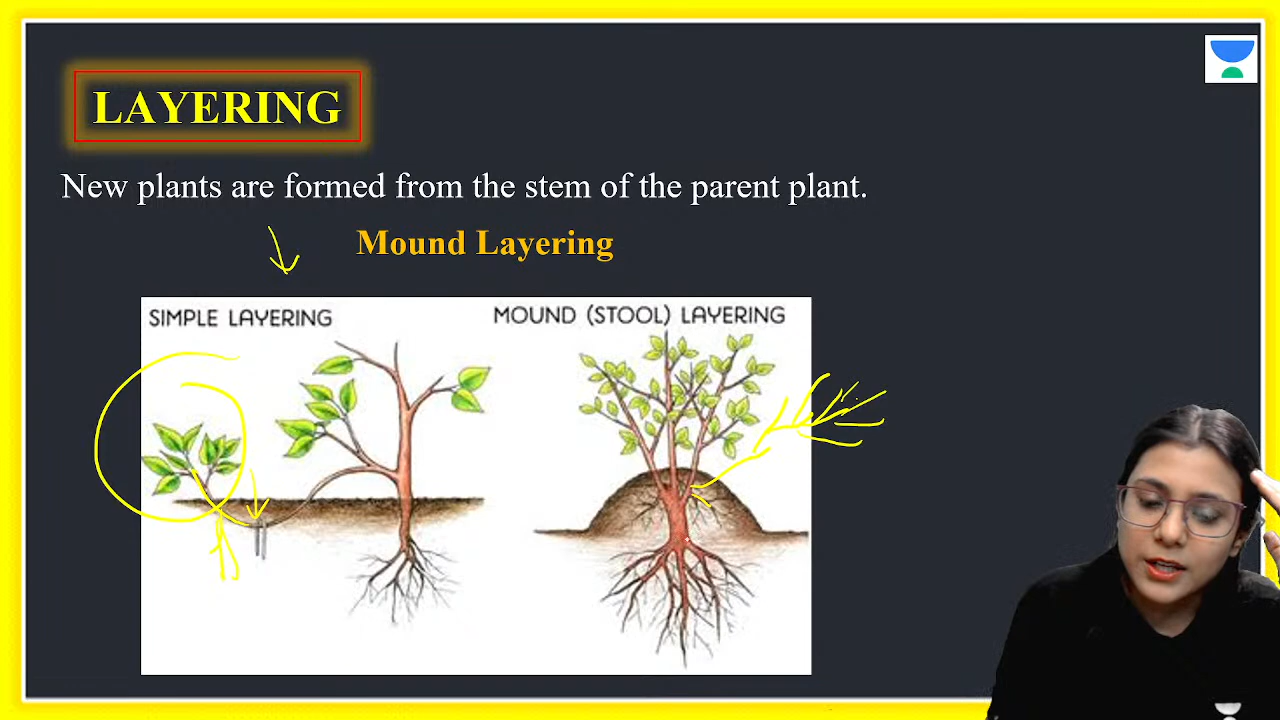 LAYERING
New plants are formed from the stem of the parent plant.
Mound Layering
SIMPLE LAYERING
MOUND (STOOL) LAYERING